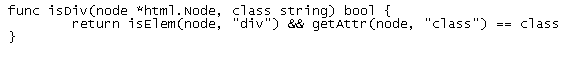 func isDiv(node *html.Node, class string) bool {
        return isElem(node, "div") && getAttr(node, "class") == class
}